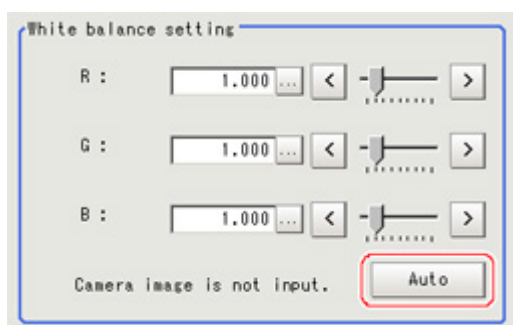 White balance setting
R : 1.000 ... < >
G : 1.000 ... < >
B : 1.000 ... < >
Camera image is not input. Auto